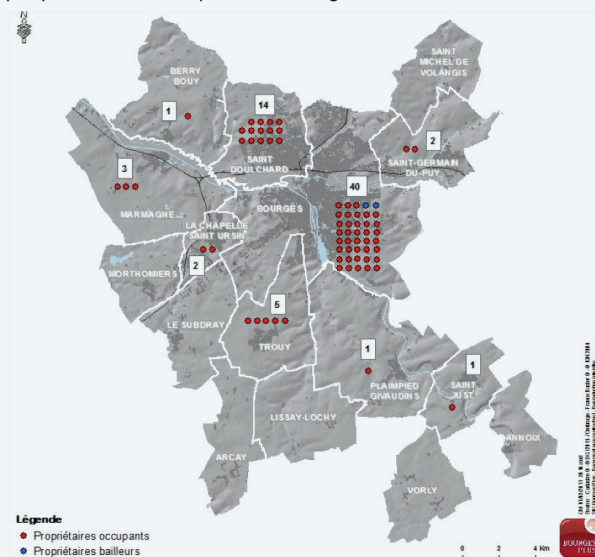 N
SAINT
MICHEL DE
VOLANGIS
BERRY
BOUY
1
14
2
SAINT
DOULCHARD
SAINT-GERMAIN
DU-PUY
3
40
MARMAGNE
BOURGES
LA CHAPELLE
SAINT URSIN
MORTHOMIERS
2
LE SUBDRAY
5
TROUY
1
1
PLAIMPIED
GIVAUDINS
SAINT
JUST
LISSAY-LOCHY
ANNOIX
ARCAY
VORLY
Légende
Propriétaires occupants
Propriétaires bailleurs
0 2 4 Km
BOURGES
PLUS